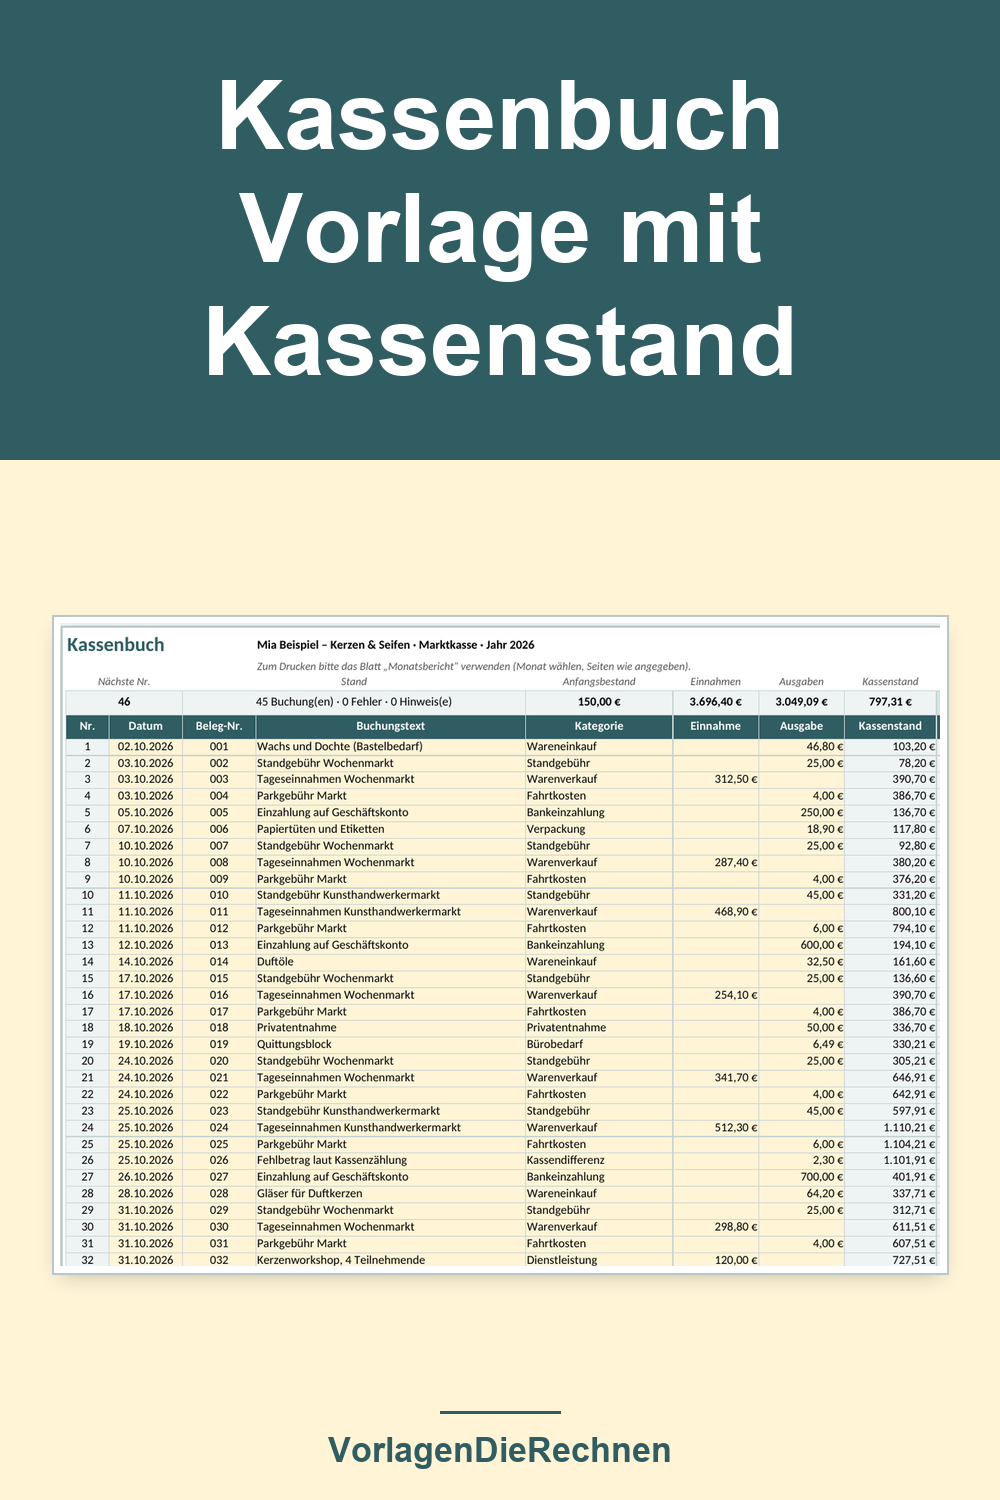 Kassenbuch
Vorlage mit
Kassenstand
Kassenbuch Mia Beispiel – Kerzen & Seifen · Marktkasse · Jahr 2026
Zum Drucken bitte das Blatt „Monatsbericht" verwenden (Monat wählen, Seiten wie angegeben).
Nächste Nr. Stand Anfangsbestand Einnahmen Ausgaben Kassenstand
46 45 Buchung(en) · 0 Fehler · 0 Hinweis(e) 150,00 € 3.696,40 € 3.049,09 € 797,31 €
Nr. Datum Beleg-Nr. Buchungstext Kategorie Einnahme Ausgabe Kassenstand
1 02.10.2026 001 Wachs und Dochte (Bastelbedarf) Wareneinkauf 46,80 € 103,20 €
2 03.10.2026 002 Standgebühr Wochenmarkt Standgebühr 25,00 € 78,20 €
3 03.10.2026 003 Tageseinnahmen Wochenmarkt Warenverkauf 312,50 € 390,70 €
4 03.10.2026 004 Parkgebühr Markt Fahrtkosten 4,00 € 386,70 €
5 05.10.2026 005 Einzahlung auf Geschäftskonto Bankeinzahlung 250,00 € 136,70 €
6 07.10.2026 006 Papiertüten und Etiketten Verpackung 18,90 € 117,80 €
7 10.10.2026 007 Standgebühr Wochenmarkt Standgebühr 25,00 € 92,80 €
8 10.10.2026 008 Tageseinnahmen Wochenmarkt Warenverkauf 287,40 € 380,20 €
9 10.10.2026 009 Parkgebühr Markt Fahrtkosten 4,00 € 376,20 €
10 11.10.2026 010 Standgebühr Kunsthandwerkermarkt Standgebühr 45,00 € 331,20 €
11 11.10.2026 011 Tageseinnahmen Kunsthandwerkermarkt Warenverkauf 468,90 € 800,10 €
12 11.10.2026 012 Parkgebühr Markt Fahrtkosten 6,00 € 794,10 €
13 12.10.2026 013 Einzahlung auf Geschäftskonto Bankeinzahlung 600,00 € 194,10 €
14 14.10.2026 014 Duftöle Wareneinkauf 32,50 € 161,60 €
15 17.10.2026 015 Standgebühr Wochenmarkt Standgebühr 25,00 € 136,60 €
16 17.10.2026 016 Tageseinnahmen Wochenmarkt Warenverkauf 254,10 € 390,70 €
17 17.10.2026 017 Parkgebühr Markt Fahrtkosten 4,00 € 386,70 €
18 18.10.2026 018 Privatentnahme Privatentnahme 50,00 € 336,70 €
19 19.10.2026 019 Quittungsblock Bürobedarf 6,49 € 330,21 €
20 24.10.2026 020 Standgebühr Wochenmarkt Standgebühr 25,00 € 305,21 €
21 24.10.2026 021 Tageseinnahmen Wochenmarkt Warenverkauf 341,70 € 646,91 €
22 24.10.2026 022 Parkgebühr Markt Fahrtkosten 4,00 € 642,91 €
23 25.10.2026 023 Standgebühr Kunsthandwerkermarkt Standgebühr 45,00 € 597,91 €
24 25.10.2026 024 Tageseinnahmen Kunsthandwerkermarkt Warenverkauf 512,30 € 1.110,21 €
25 25.10.2026 025 Parkgebühr Markt Fahrtkosten 6,00 € 1.104,21 €
26 25.10.2026 026 Fehlbetrag laut Kassenzählung Kassendifferenz 2,30 € 1.101,91 €
27 26.10.2026 027 Einzahlung auf Geschäftskonto Bankeinzahlung 700,00 € 401,91 €
28 28.10.2026 028 Gläser für Duftkerzen Wareneinkauf 64,20 € 337,71 €
29 31.10.2026 029 Standgebühr Wochenmarkt Standgebühr 25,00 € 312,71 €
30 31.10.2026 030 Tageseinnahmen Wochenmarkt Warenverkauf 298,80 € 611,51 €
31 31.10.2026 031 Parkgebühr Markt Fahrtkosten 4,00 € 607,51 €
32 31.10.2026 032 Kerzenworkshop, 4 Teilnehmende Dienstleistung 120,00 € 727,51 €
VorlagenDieRechnen